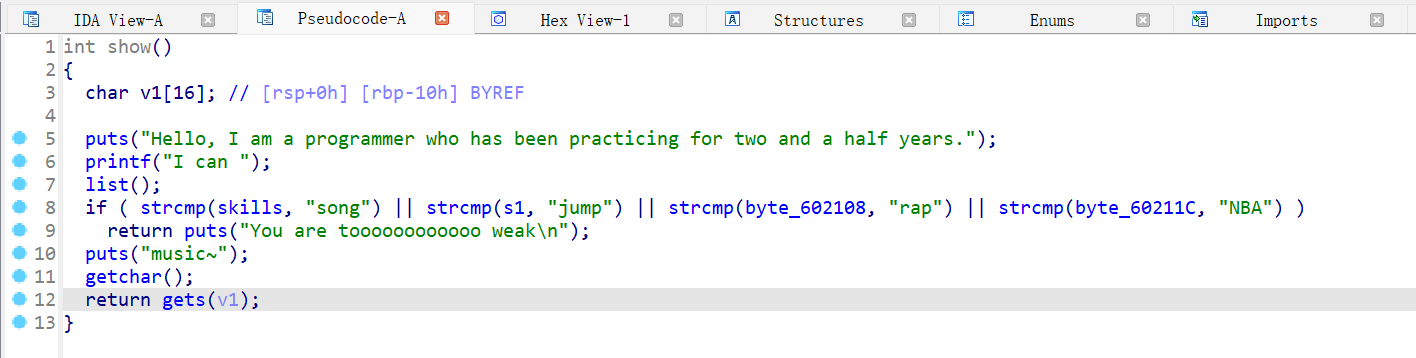 IDA View-A Pseudocode-A Hex View-1 Structures Enums Imports
1 int show()
2 {
3   char v1[16]; // [rsp+0h] [rbp-10h] BYREF
4
5   puts("Hello, I am a programmer who has been practicing for two and a half years.");
6   printf("I can ");
7   list();
8   if ( strcmp(skills, "song") || strcmp(s1, "jump") || strcmp(byte_602108, "rap") || strcmp(byte_60211C, "NBA") )
9     return puts("You are toooooooooooo weak\n");
10   puts("music~");
11   getchar();
12   return gets(v1);
13 }